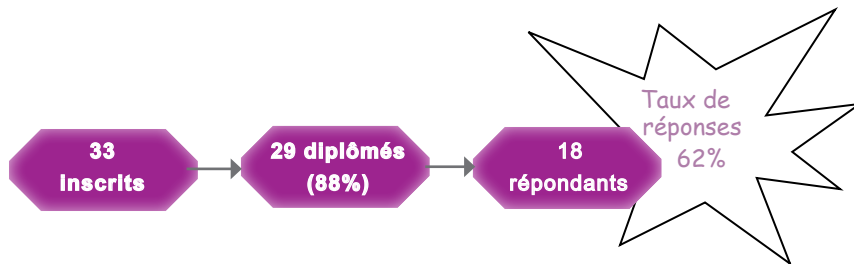 33
inscrits
29 diplômés
(88%)
18
répondants
Taux de
réponses
62%